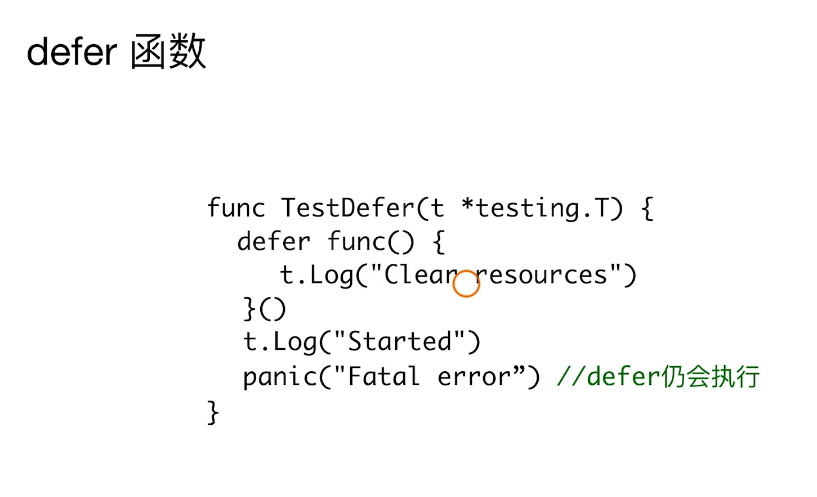 defer 函数
func TestDefer(t *testing.T) {
defer func() {
t.Log("Clear resources")
}()
t.Log("Started")
panic("Fatal error”) //defer仍会执行
}